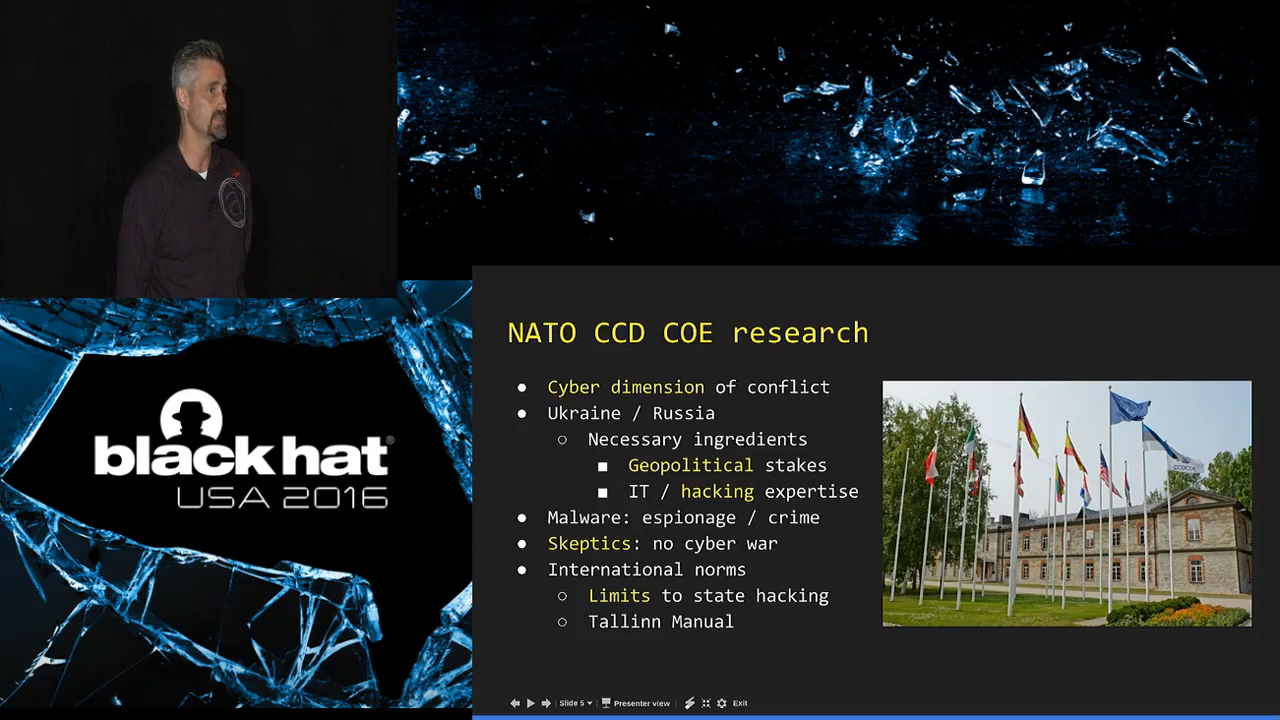 NATO CCD COE research
● Cyber dimension of conflict
● Ukraine / Russia
○ Necessary ingredients
■ Geopolitical stakes
■ IT / hacking expertise
● Malware: espionage / crime
● Skeptics: no cyber war
● International norms
○ Limits to state hacking
○ Tallinn Manual
black hat®
USA 2016
CCDCOE
Slide 5
Presenter view
Exit